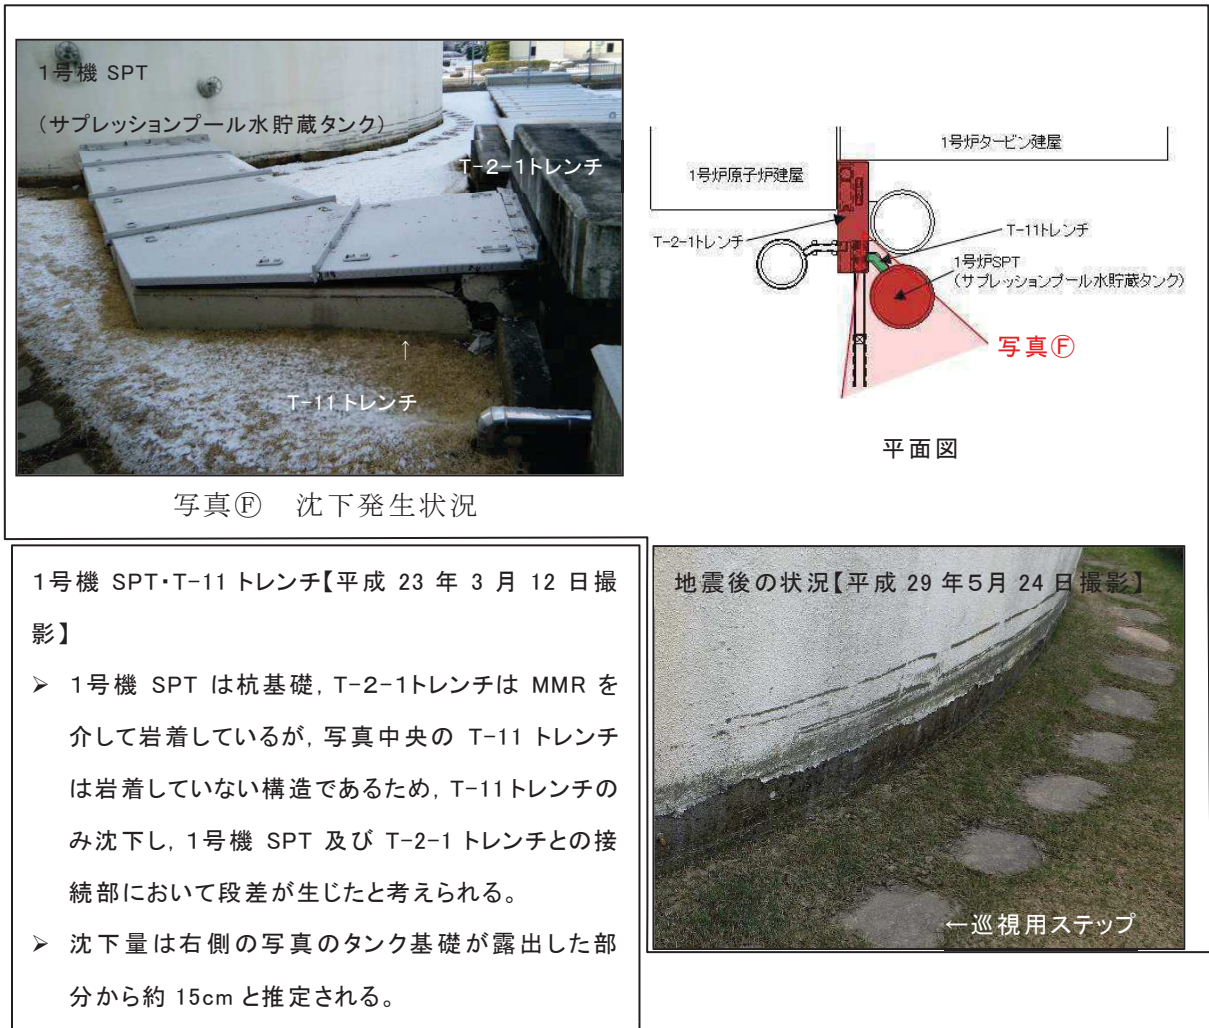 1号機 SPT
(サプレッションプール水貯蔵タンク)
T-2-1トレンチ
↑
T-11トレンチ
写真Ⓕ 沈下発生状況
1号炉タービン建屋
1号炉原子炉建屋
T-2-1トレンチ
T-11トレンチ
1号炉SPT
(サプレッションプール水貯蔵タンク)
写真Ⓕ
平面図
1号機 SPT・T-11 トレンチ【平成 23 年 3 月 12 日撮
影】
➢ 1号機 SPT は杭基礎, T-2-1トレンチは MMR を
介して岩着しているが, 写真中央の T-11 トレンチ
は岩着していない構造であるため, T-11トレンチの
み沈下し, 1号機 SPT 及び T-2-1 トレンチとの接
続部において段差が生じたと考えられる。
➢ 沈下量は右側の写真のタンク基礎が露出した部
分から約 15cm と推定される。
地震後の状況【平成 29 年5月 24 日撮影】
←巡視用ステップ